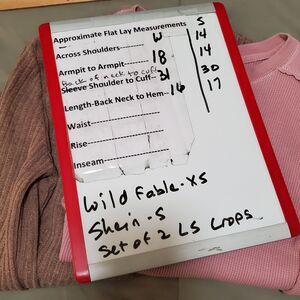 Approximate Flat Lay Measurements
W S
Across Shoulders------- 14 14
Armpit to Armpit------- 18 14
Back of neck to cuff
Sleeve Shoulder to Cuff-- 31 30
Length-Back Neck to Hem-- 16 17
Waist-----
Rise-----
Inseam-----
Wild Fable-XS
Shein-S
Set of 2 LS Crops